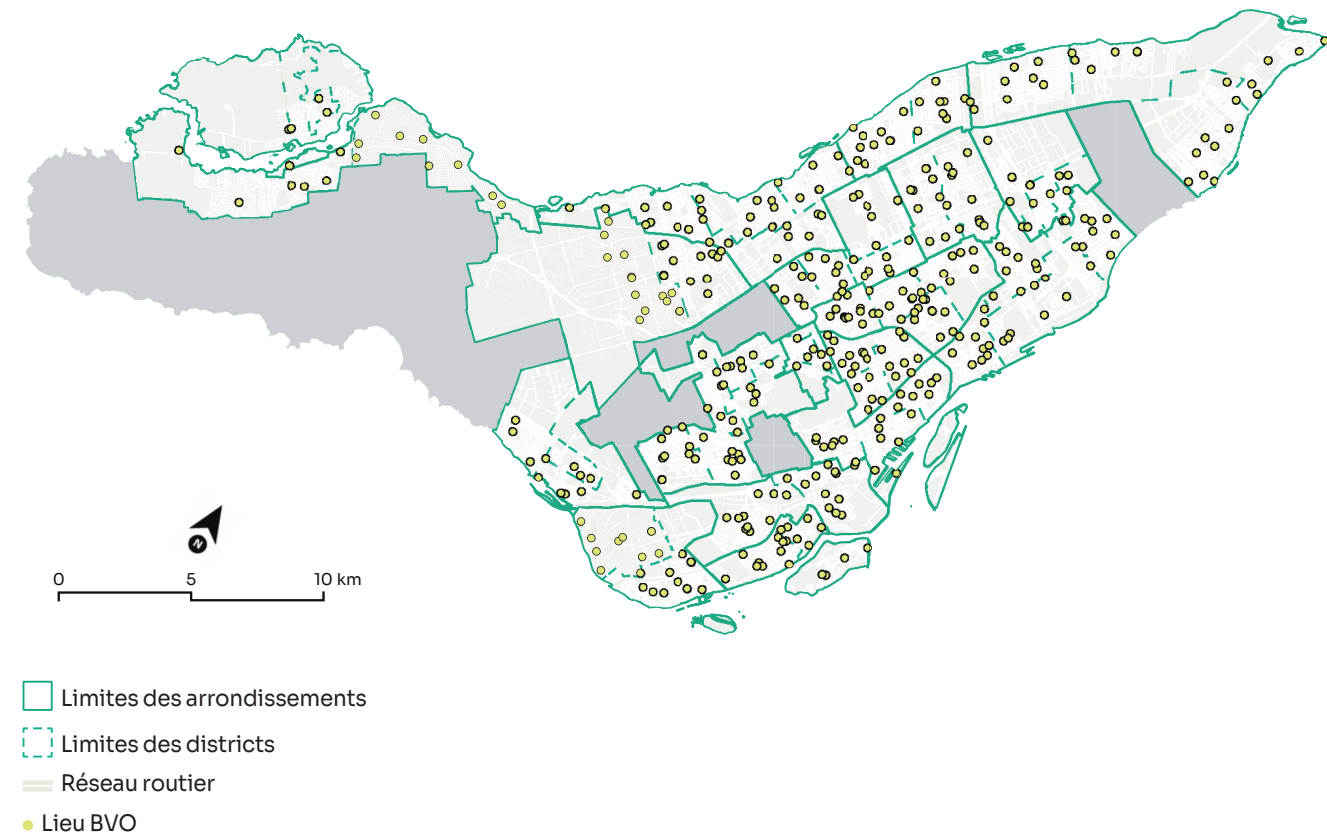 N
0 5 10 km
Limites des arrondissements
Limites des districts
Réseau routier
Lieu BVO